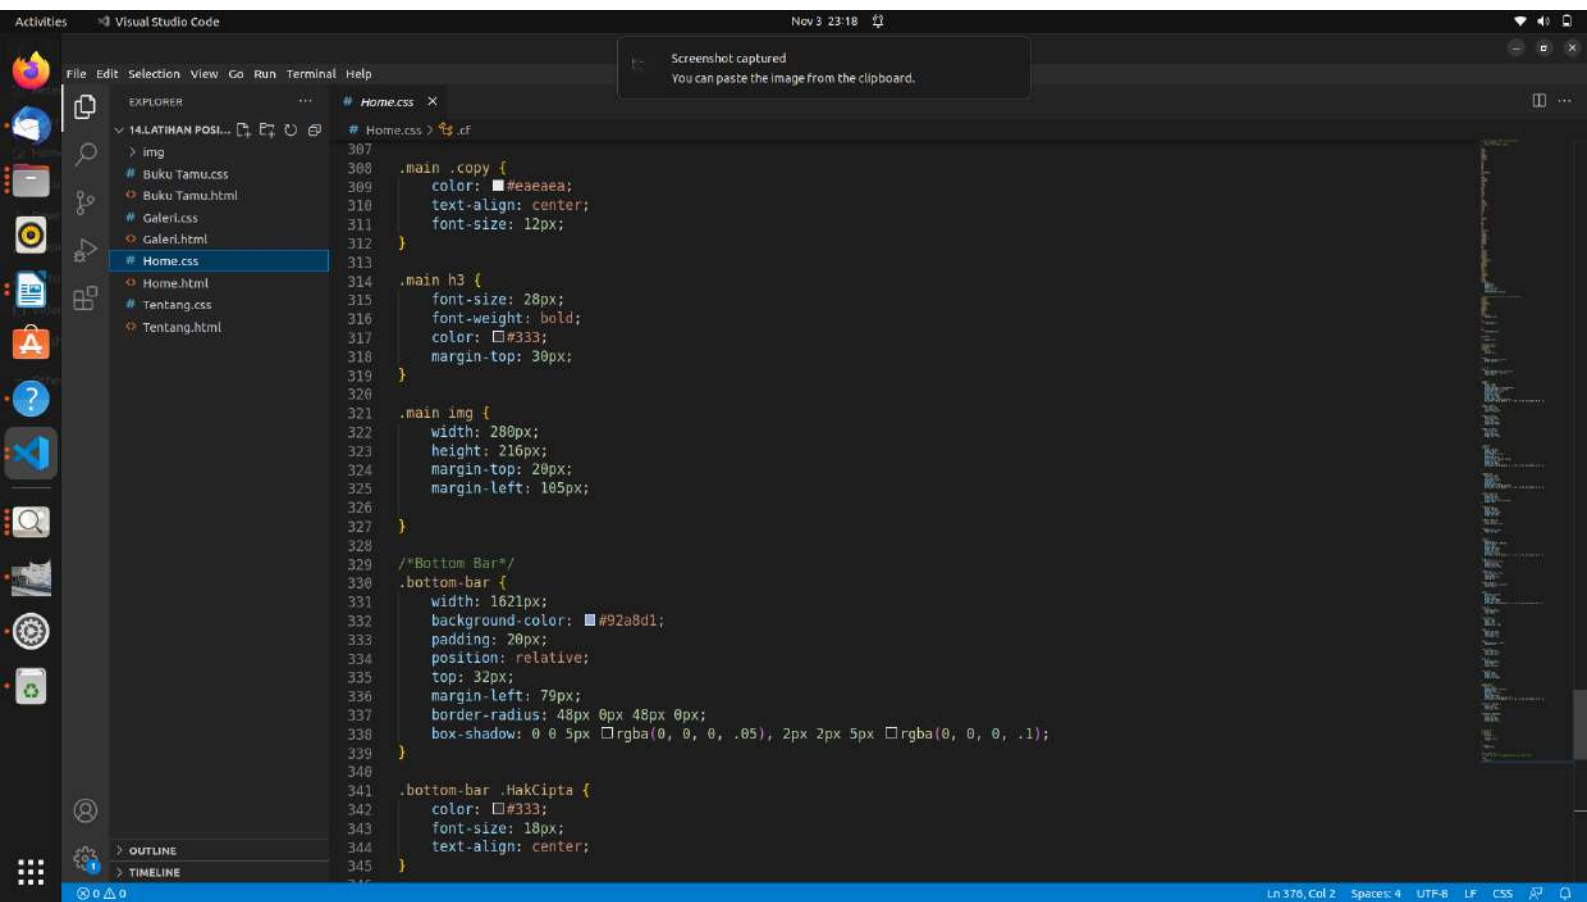 Activities
Visual Studio Code
Nov 3 23:18
Screenshot captured
You can paste the image from the clipboard.
File Edit Selection View Go Run Terminal Help
EXPLORER
# Home.css
14.LATIHAN POSI...
img
# Buku Tamu.css
Buku Tamu.html
# Galeri.css
Galeri.html
# Home.css
Home.html
# Tentang.css
Tentang.html
OUTLINE
TIMELINE
# Home.css > .cf
307
308 .main .copy {
309 color: #eaeaea;
310 text-align: center;
311 font-size: 12px;
312 }
313
314 .main h3 {
315 font-size: 28px;
316 font-weight: bold;
317 color: #333;
318 margin-top: 30px;
319 }
320
321 .main img {
322 width: 280px;
323 height: 216px;
324 margin-top: 20px;
325 margin-left: 105px;
326
327 }
328
329 /*Bottom Bar*/
330 .bottom-bar {
331 width: 1621px;
332 background-color: #92a8d1;
333 padding: 20px;
334 position: relative;
335 top: 32px;
336 margin-left: 79px;
337 border-radius: 48px 0px 48px 0px;
338 box-shadow: 0 0 5px rgba(0, 0, 0, .05), 2px 2px 5px rgba(0, 0, 0, .1);
339 }
340
341 .bottom-bar .HakCipta {
342 color: #333;
343 font-size: 18px;
344 text-align: center;
345 }
0 0
Ln 376, Col 2 Spaces: 4 UTF-8 LF CSS